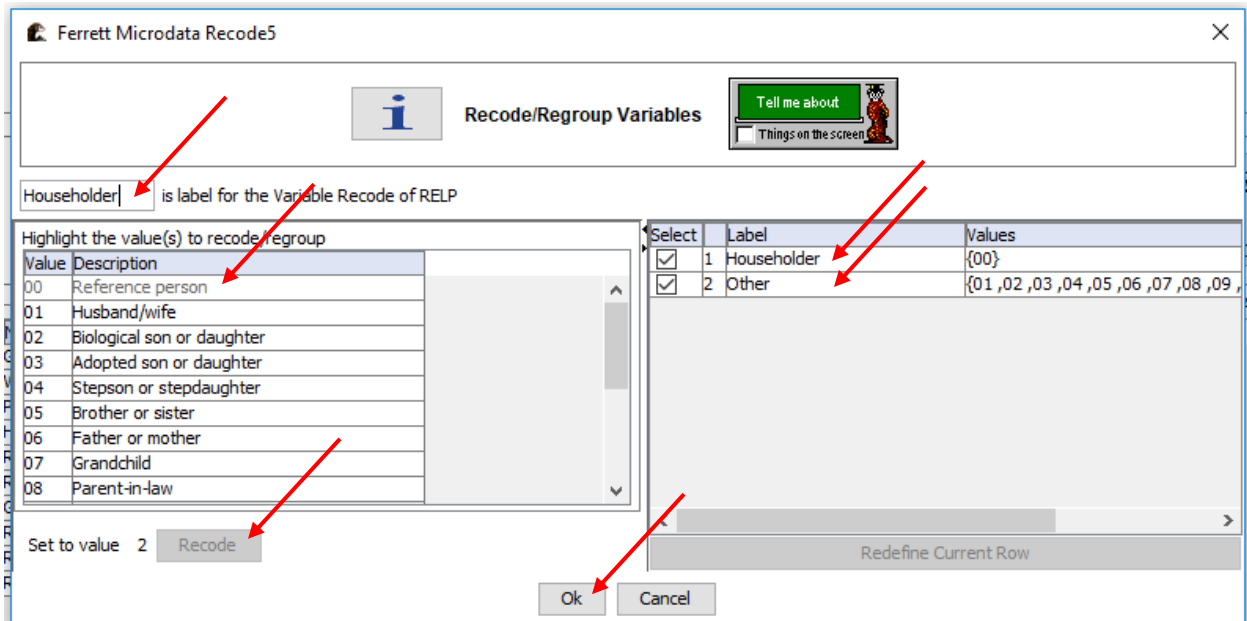 Ferrett Microdata Recode5
i Recode/Regroup Variables Tell me about
Things on the screen
Householder is label for the Variable Recode of RELP
Highlight the value(s) to recode/regroup
Value Description
00 Reference person
01 Husband/wife
02 Biological son or daughter
03 Adopted son or daughter
04 Stepson or stepdaughter
05 Brother or sister
06 Father or mother
07 Grandchild
08 Parent-in-law
Set to value 2 Recode
Select Label Values
1 Householder {00}
2 Other {01 ,02 ,03 ,04 ,05 ,06 ,07 ,08 ,09 ,
Redefine Current Row
Ok Cancel